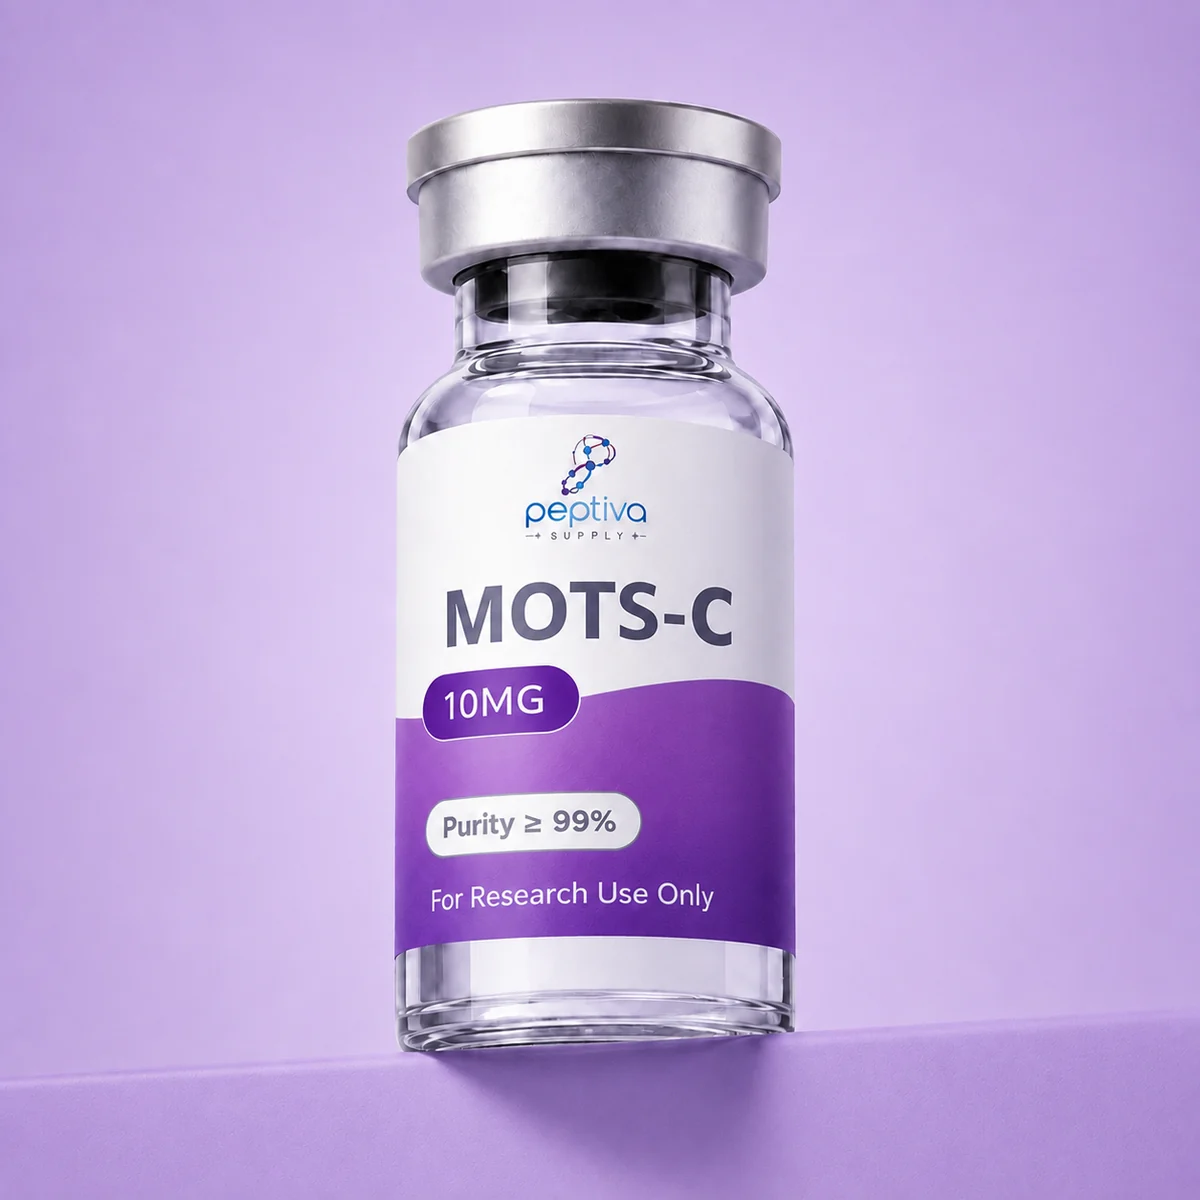 peptiva
SUPPLY
MOTS-C
10MG
Purity ≥ 99%
For Research Use Only